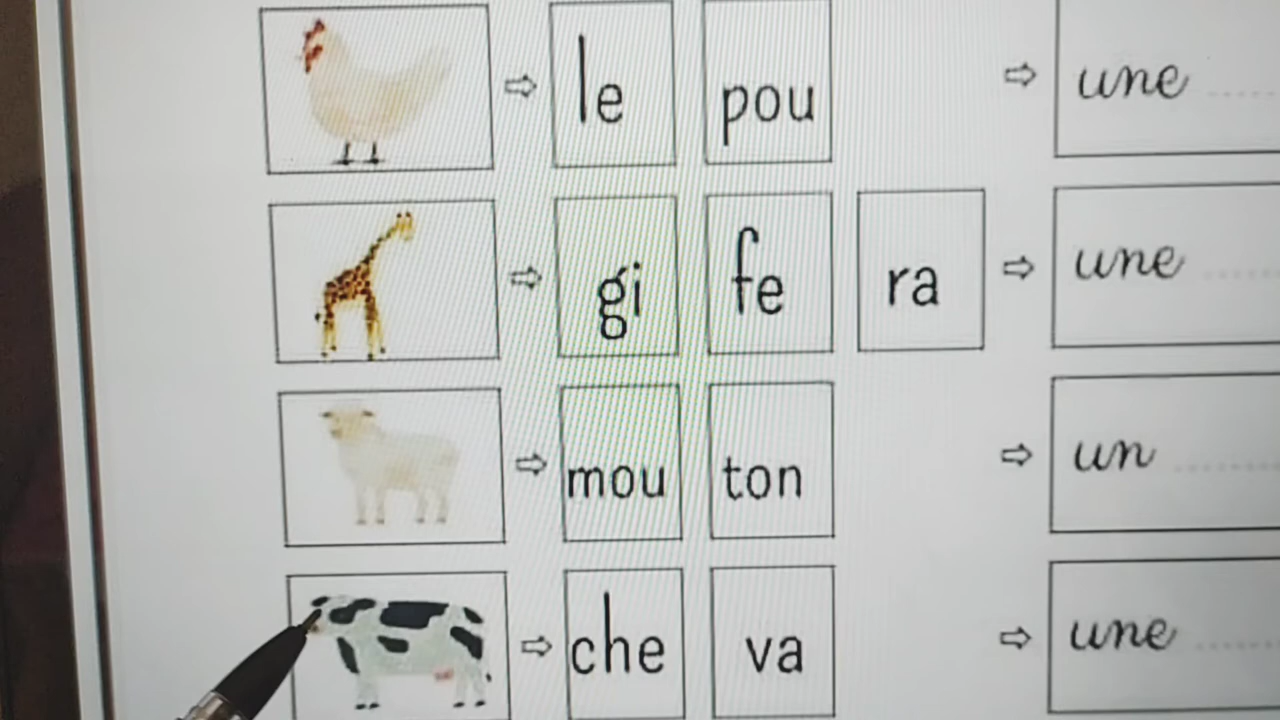 le pou ⇨ une
gi fe ra ⇨ une
mou ton ⇨ un
che va ⇨ une